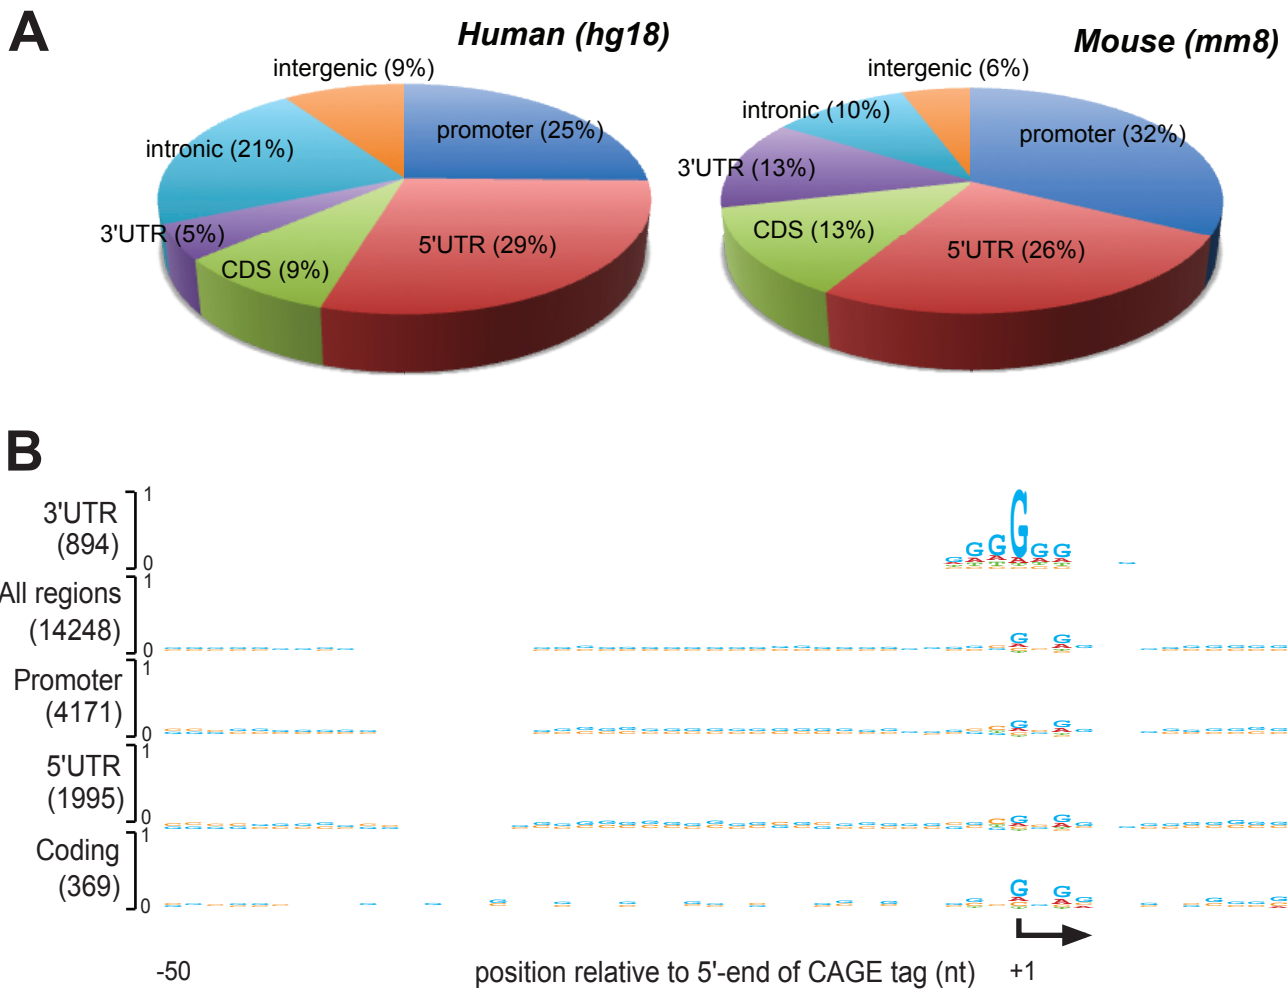 A
Human (hg18)
Mouse (mm8)
intergenic (9%)
promoter (25%)
intronic (21%)
3'UTR (5%)
CDS (9%)
5'UTR (29%)
intergenic (6%)
intronic (10%)
promoter (32%)
3'UTR (13%)
CDS (13%)
5'UTR (26%)
B
3'UTR
(894)
1
0
All regions
(14248)
1
0
Promoter
(4171)
1
0
5'UTR
(1995)
1
0
Coding
(369)
1
0
-50
position relative to 5'-end of CAGE tag (nt)
+1